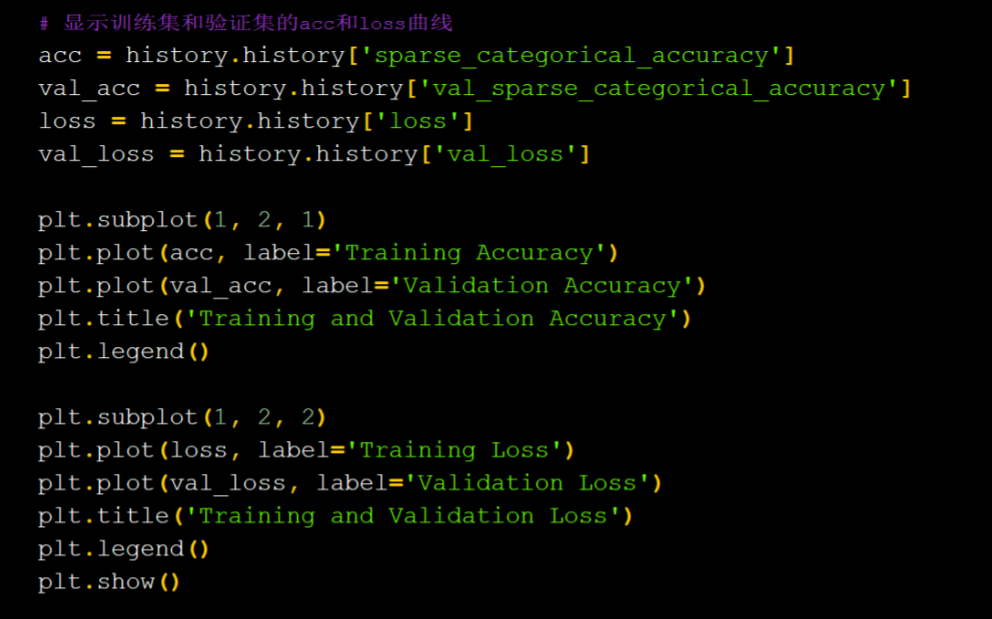 # 显示训练集和验证集的acc和loss曲线
acc = history.history['sparse_categorical_accuracy']
val_acc = history.history['val_sparse_categorical_accuracy']
loss = history.history['loss']
val_loss = history.history['val_loss']
plt.subplot(1, 2, 1)
plt.plot(acc, label='Training Accuracy')
plt.plot(val_acc, label='Validation Accuracy')
plt.title('Training and Validation Accuracy')
plt.legend()
plt.subplot(1, 2, 2)
plt.plot(loss, label='Training Loss')
plt.plot(val_loss, label='Validation Loss')
plt.title('Training and Validation Loss')
plt.legend()
plt.show()